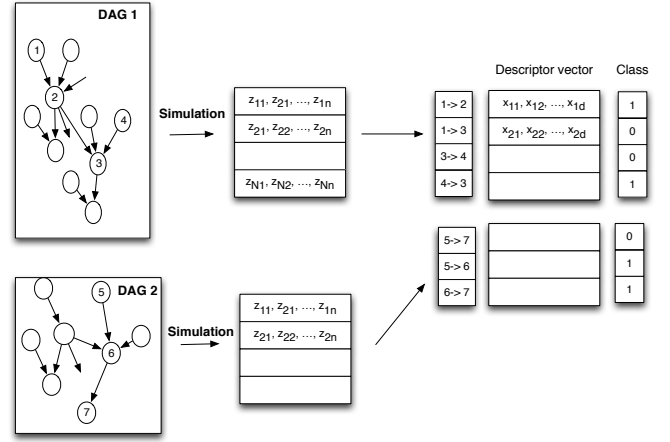 DAG 1
1
2
4
3
Simulation
z11, z21, ..., z1n
z21, z22, ..., z2n
zN1, zN2, ..., zNn
Descriptor vector
Class
1-> 2
x11, x12, ..., x1d
1
1-> 3
x21, x22, ..., x2d
0
3-> 4
0
4-> 3
1
5-> 7
0
5-> 6
1
6-> 7
1
DAG 2
5
6
7
Simulation
z11, z21, ..., z1n
z21, z22, ..., z2n